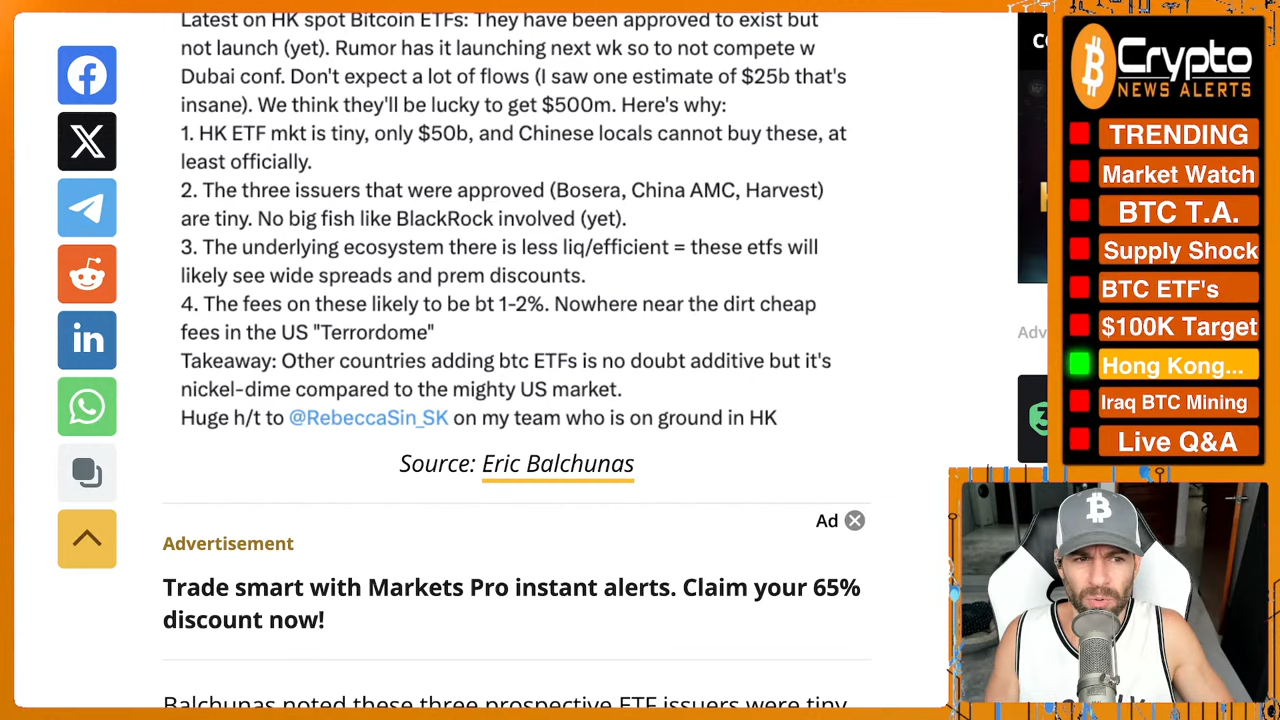 Latest on HK spot Bitcoin ETFs: They have been approved to exist but
not launch (yet). Rumor has it launching next wk so to not compete w
Dubai conf. Don't expect a lot of flows (I saw one estimate of $25b that's
insane). We think they'll be lucky to get $500m. Here's why:
1. HK ETF mkt is tiny, only $50b, and Chinese locals cannot buy these, at
least officially.
2. The three issuers that were approved (Bosera, China AMC, Harvest)
are tiny. No big fish like BlackRock involved (yet).
3. The underlying ecosystem there is less liq/efficient = these etfs will
likely see wide spreads and prem discounts.
4. The fees on these likely to be bt 1-2%. Nowhere near the dirt cheap
fees in the US "Terrordome"
Takeaway: Other countries adding btc ETFs is no doubt additive but it's
nickel-dime compared to the mighty US market.
Huge h/t to @RebeccaSin_SK on my team who is on ground in HK
Source: Eric Balchunas
Ad
Advertisement
Trade smart with Markets Pro instant alerts. Claim your 65%
discount now!
Balchunas noted these three prospective ETF issuers were tiny
Crypto
NEWS ALERTS
TRENDING
Market Watch
BTC T.A.
Supply Shock
BTC ETF's
$100K Target
Hong Kong...
Iraq BTC Mining
Live Q&A